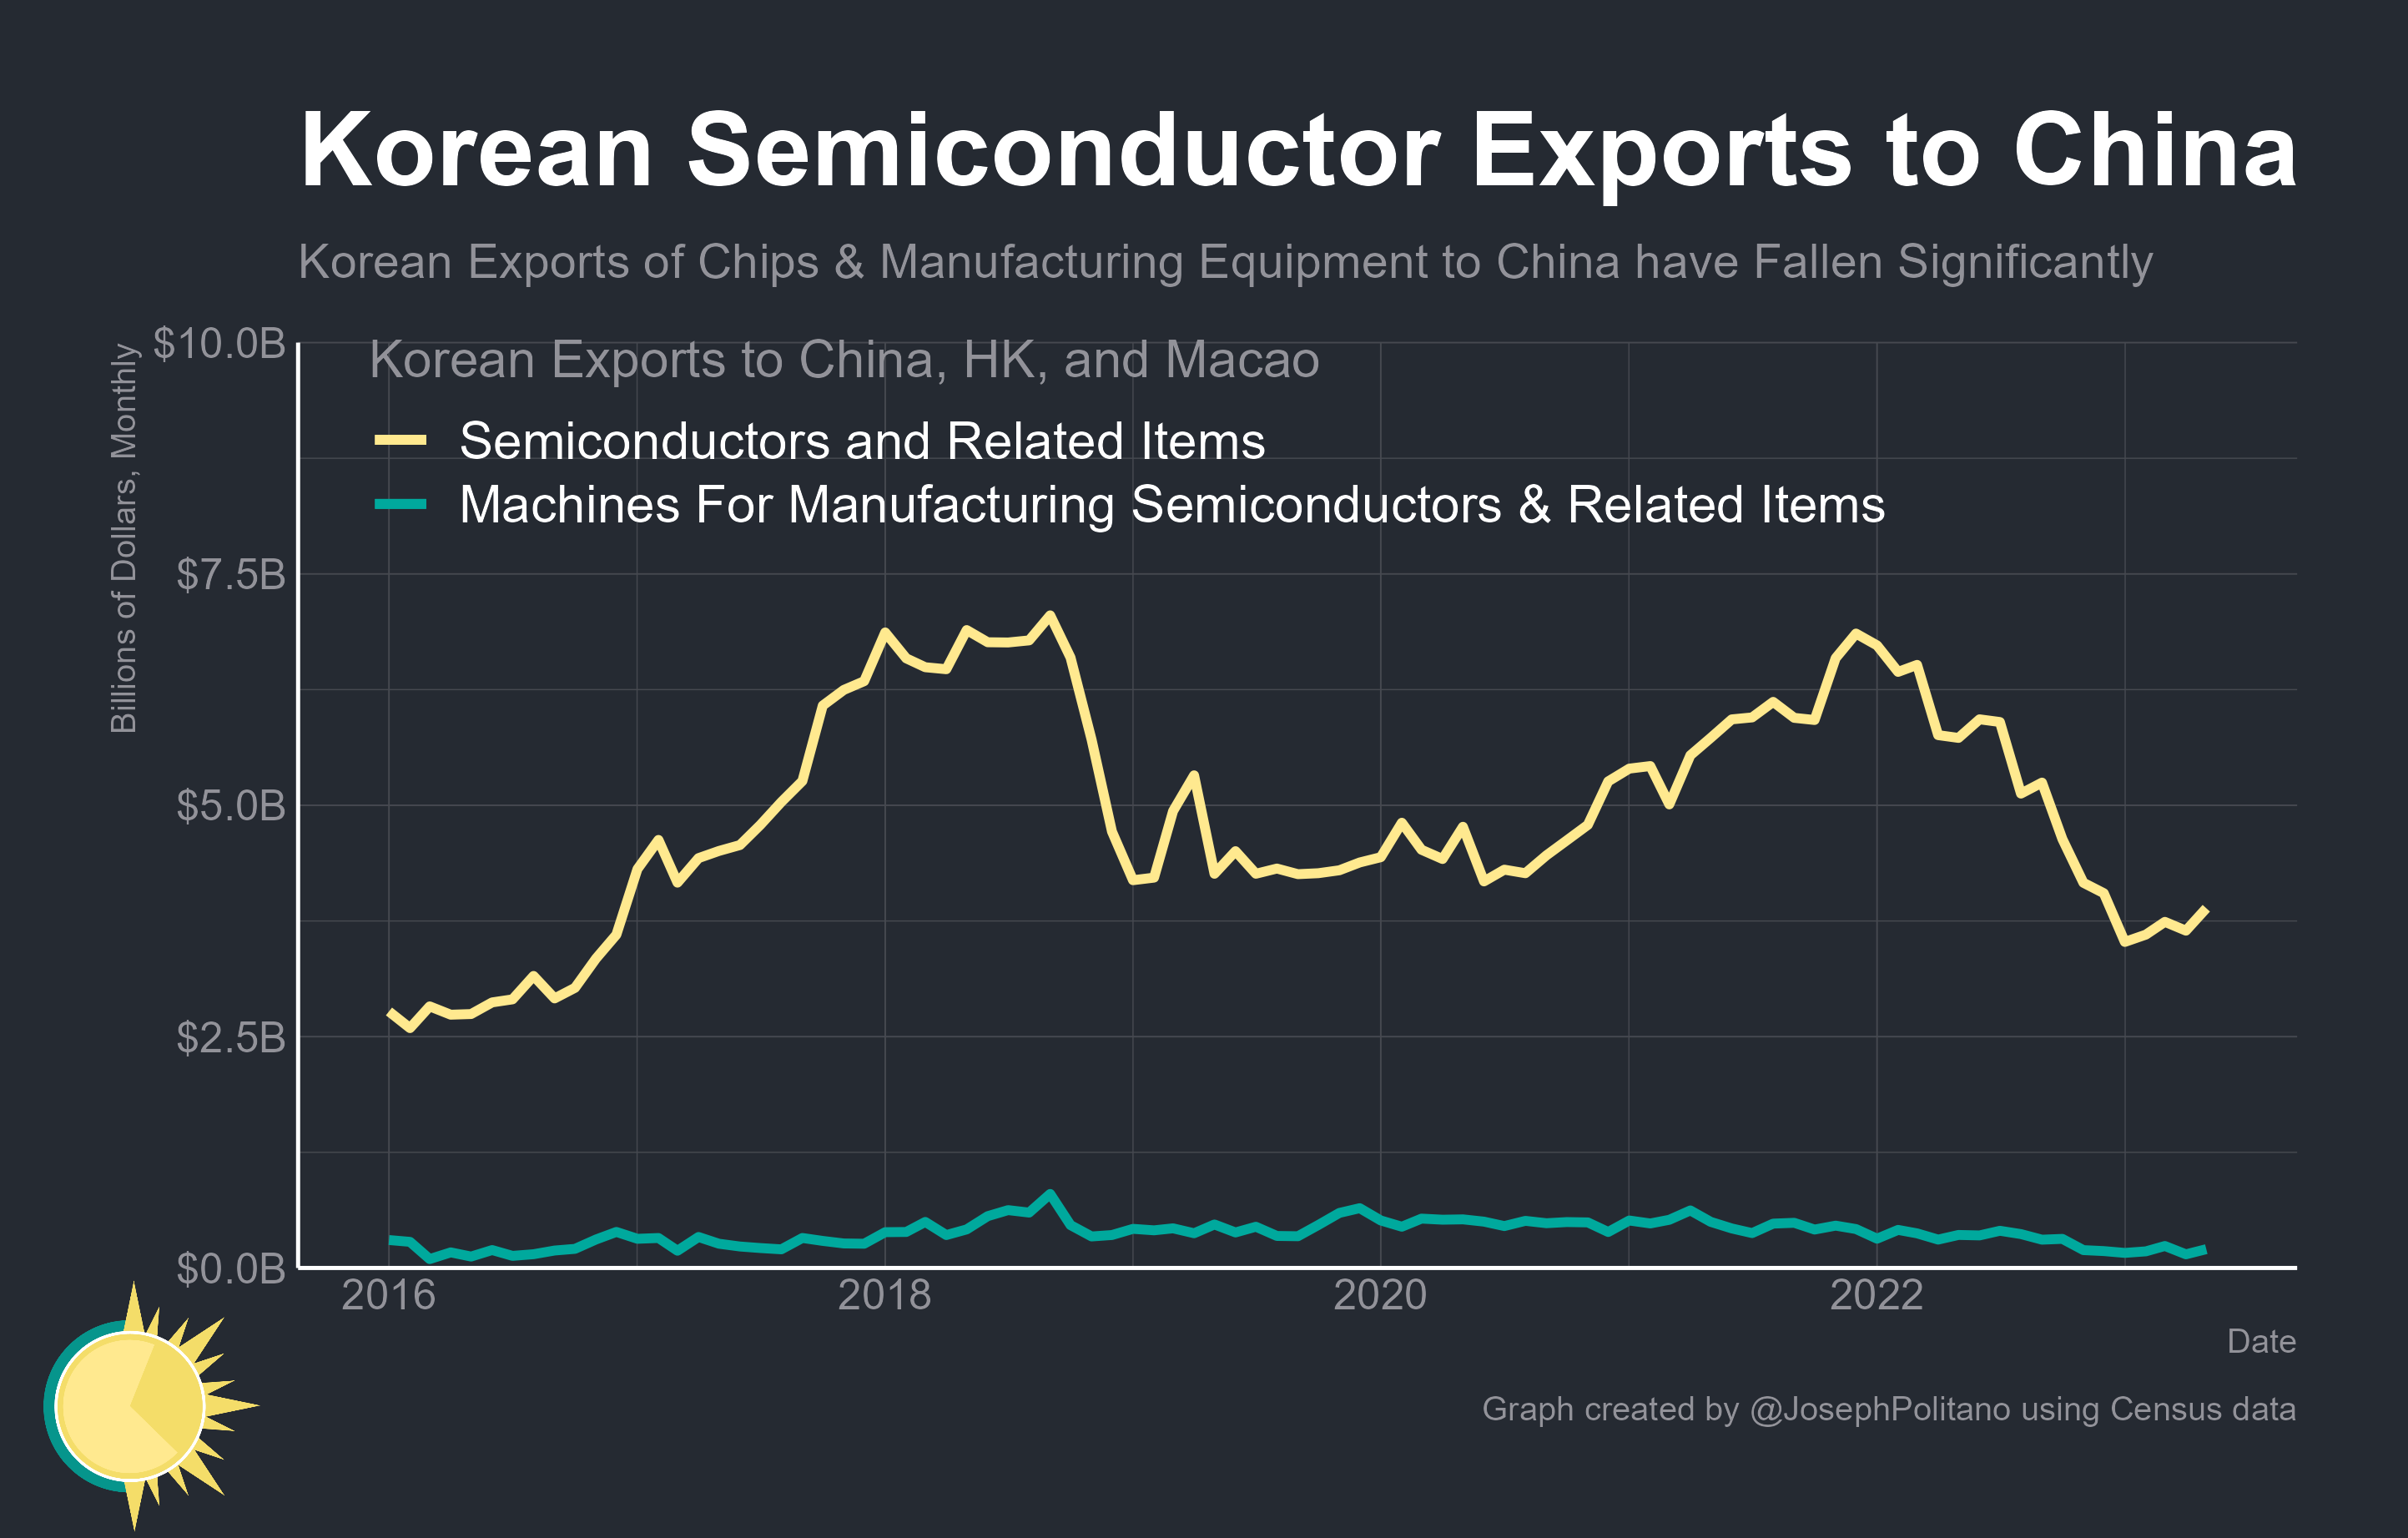 Korean Semiconductor Exports to China
Korean Exports of Chips & Manufacturing Equipment to China have Fallen Significantly
Billions of Dollars, Monthly
$10.0B
$7.5B
$5.0B
$2.5B
$0.0B
Korean Exports to China, HK, and Macao
Semiconductors and Related Items
Machines For Manufacturing Semiconductors & Related Items
2016 2018 2020 2022
Date
Graph created by @JosephPolitano using Census data